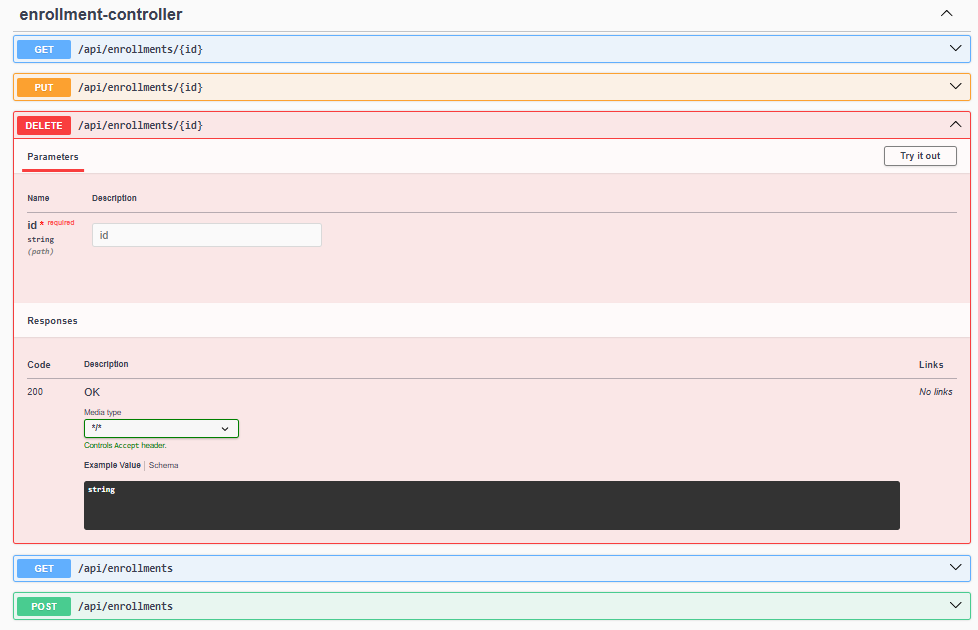 enrollment-controller
GET /api/enrollments/{id}
PUT /api/enrollments/{id}
DELETE /api/enrollments/{id}
Parameters
Try it out
Name Description
id * required
string
(path)
id
Responses
Code Description Links
200 OK No links
Media type
*/*
Controls Accept header.
Example Value | Schema
string
GET /api/enrollments
POST /api/enrollments